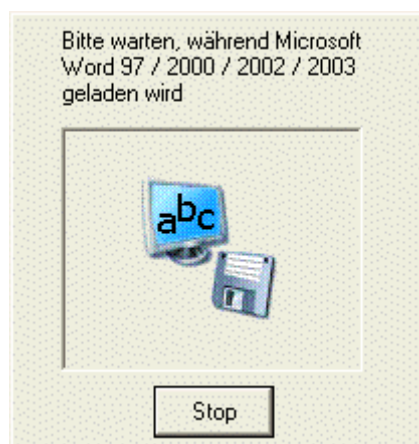 Bitte warten, während Microsoft
Word 97 / 2000 / 2002 / 2003
geladen wird
abc
Stop